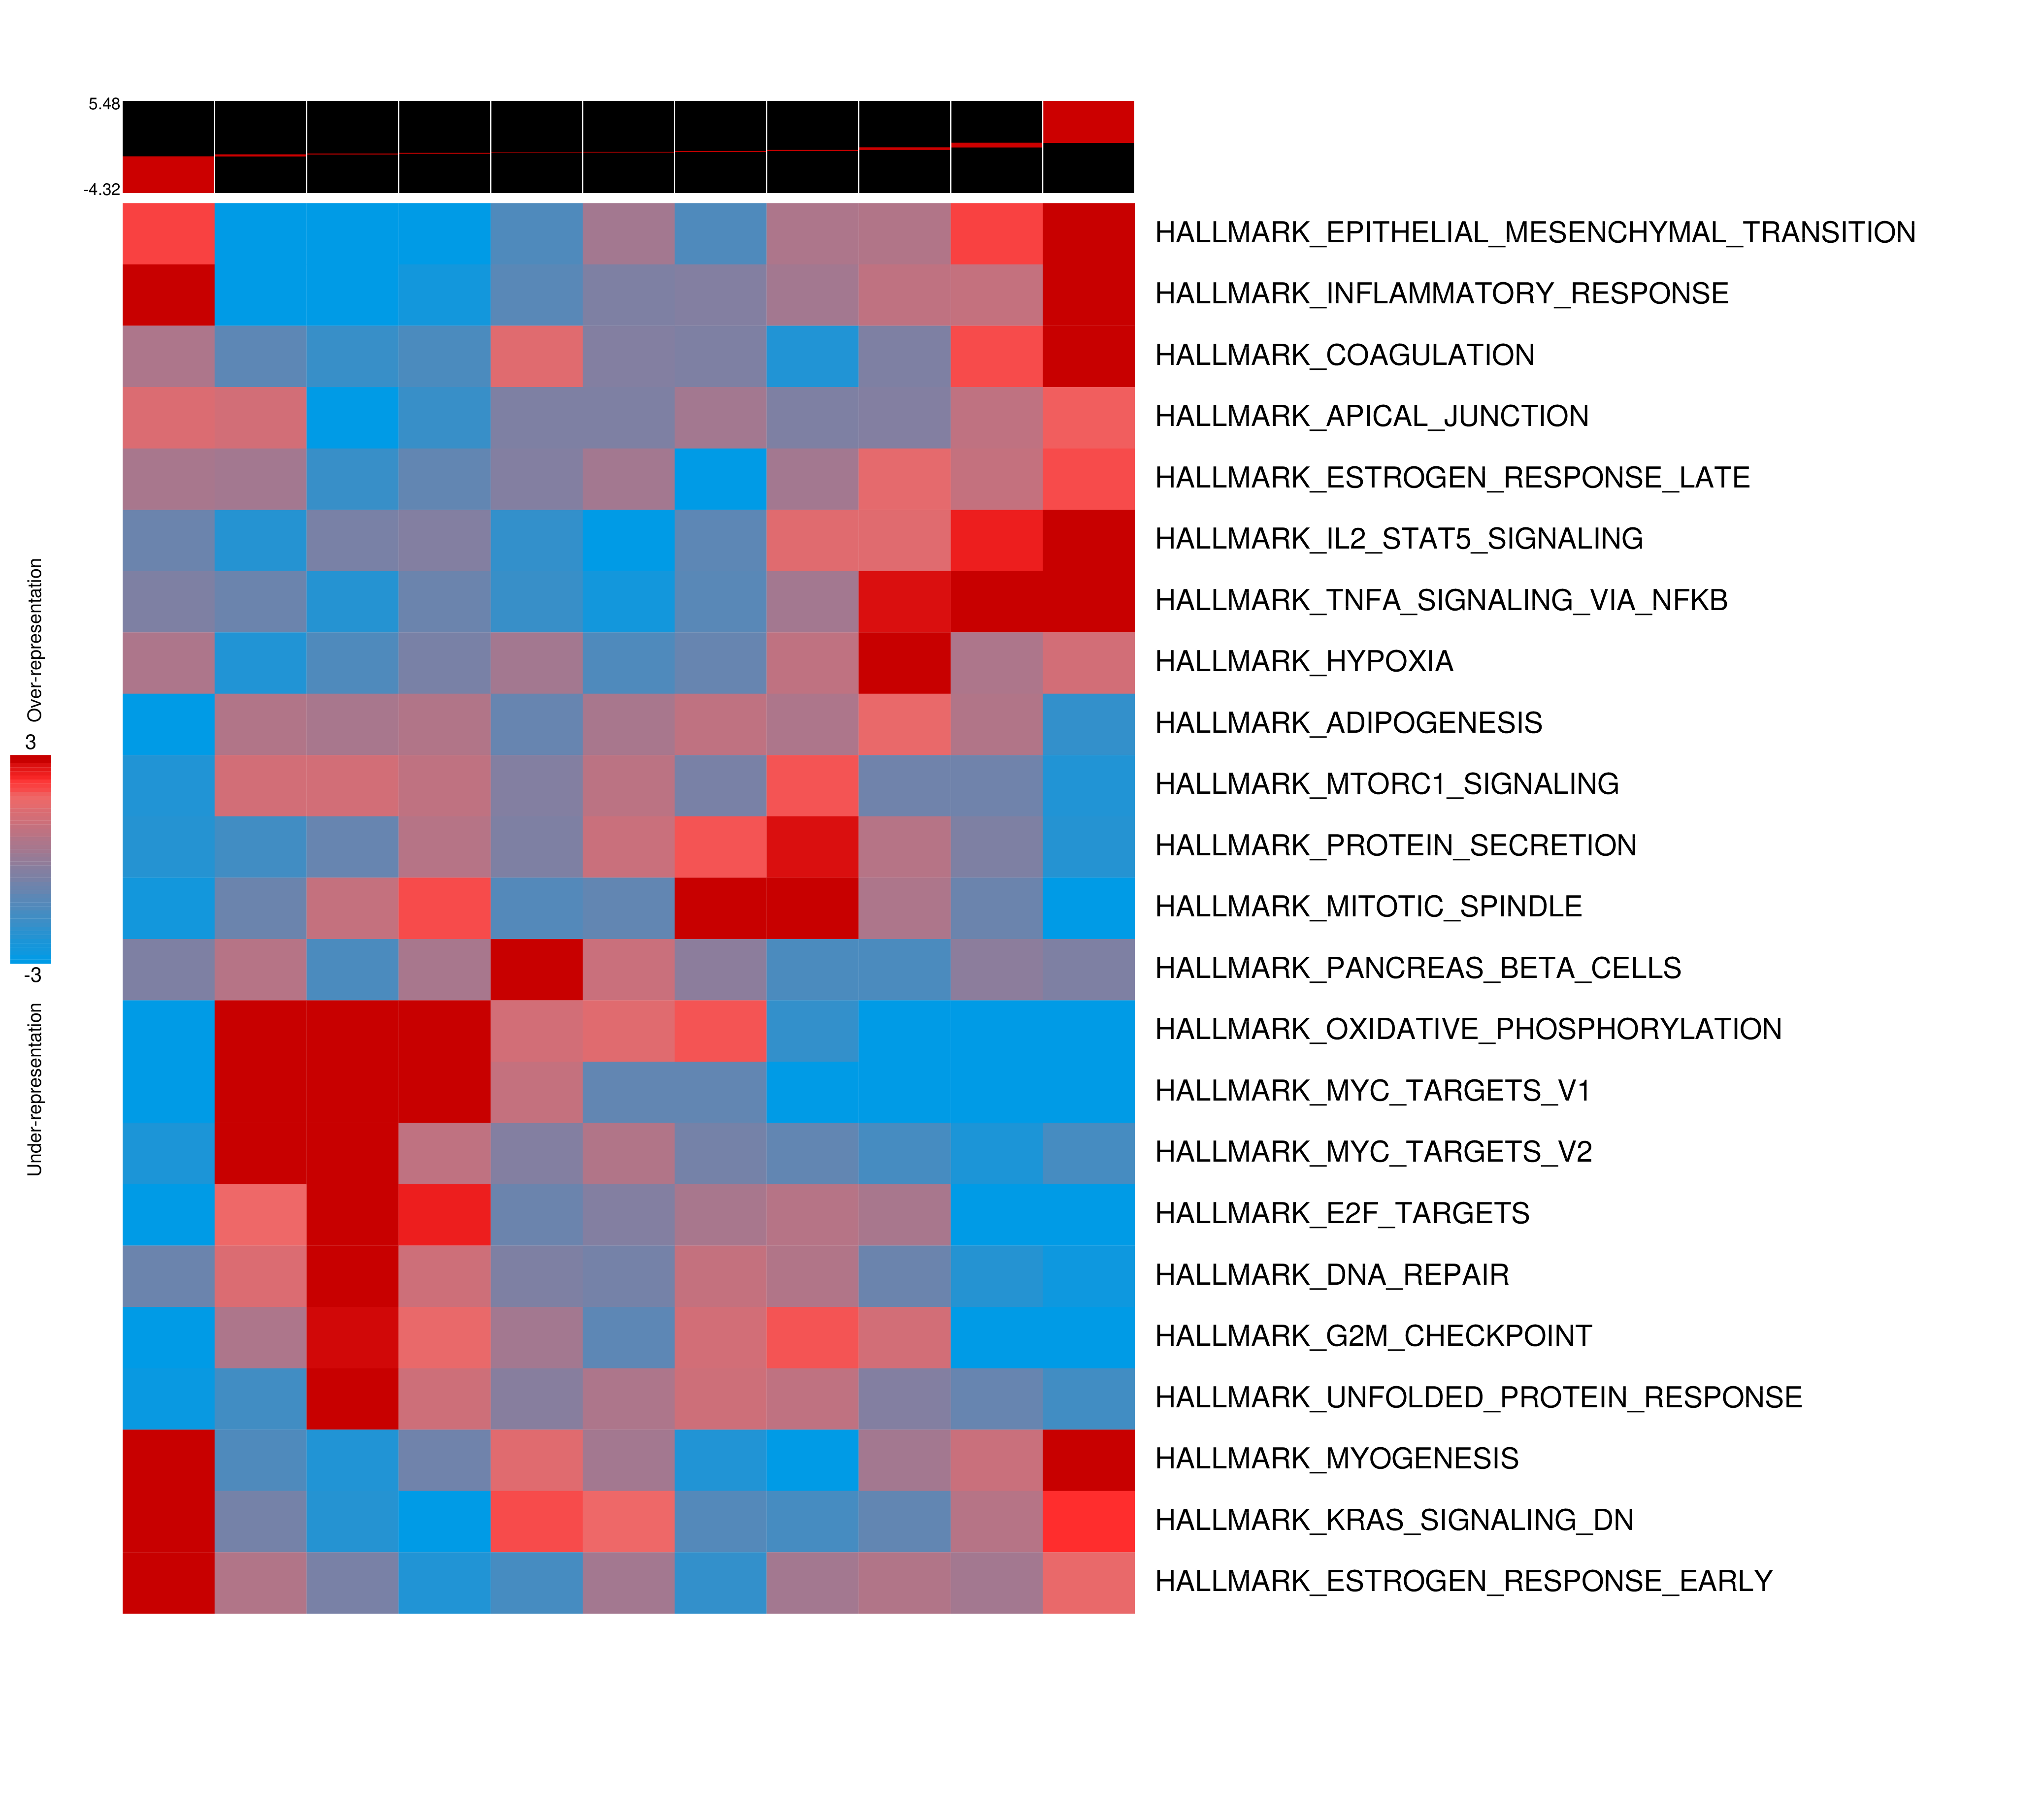 5.48
-4.32
HALLMARK_EPITHELIAL_MESENCHYMAL_TRANSITION
HALLMARK_INFLAMMATORY_RESPONSE
HALLMARK_COAGULATION
HALLMARK_APICAL_JUNCTION
HALLMARK_ESTROGEN_RESPONSE_LATE
HALLMARK_IL2_STAT5_SIGNALING
HALLMARK_TNFA_SIGNALING_VIA_NFKB
HALLMARK_HYPOXIA
HALLMARK_ADIPOGENESIS
HALLMARK_MTORC1_SIGNALING
HALLMARK_PROTEIN_SECRETION
HALLMARK_MITOTIC_SPINDLE
HALLMARK_PANCREAS_BETA_CELLS
HALLMARK_OXIDATIVE_PHOSPHORYLATION
HALLMARK_MYC_TARGETS_V1
HALLMARK_MYC_TARGETS_V2
HALLMARK_E2F_TARGETS
HALLMARK_DNA_REPAIR
HALLMARK_G2M_CHECKPOINT
HALLMARK_UNFOLDED_PROTEIN_RESPONSE
HALLMARK_MYOGENESIS
HALLMARK_KRAS_SIGNALING_DN
HALLMARK_ESTROGEN_RESPONSE_EARLY
Over-representation
3
-3
Under-representation